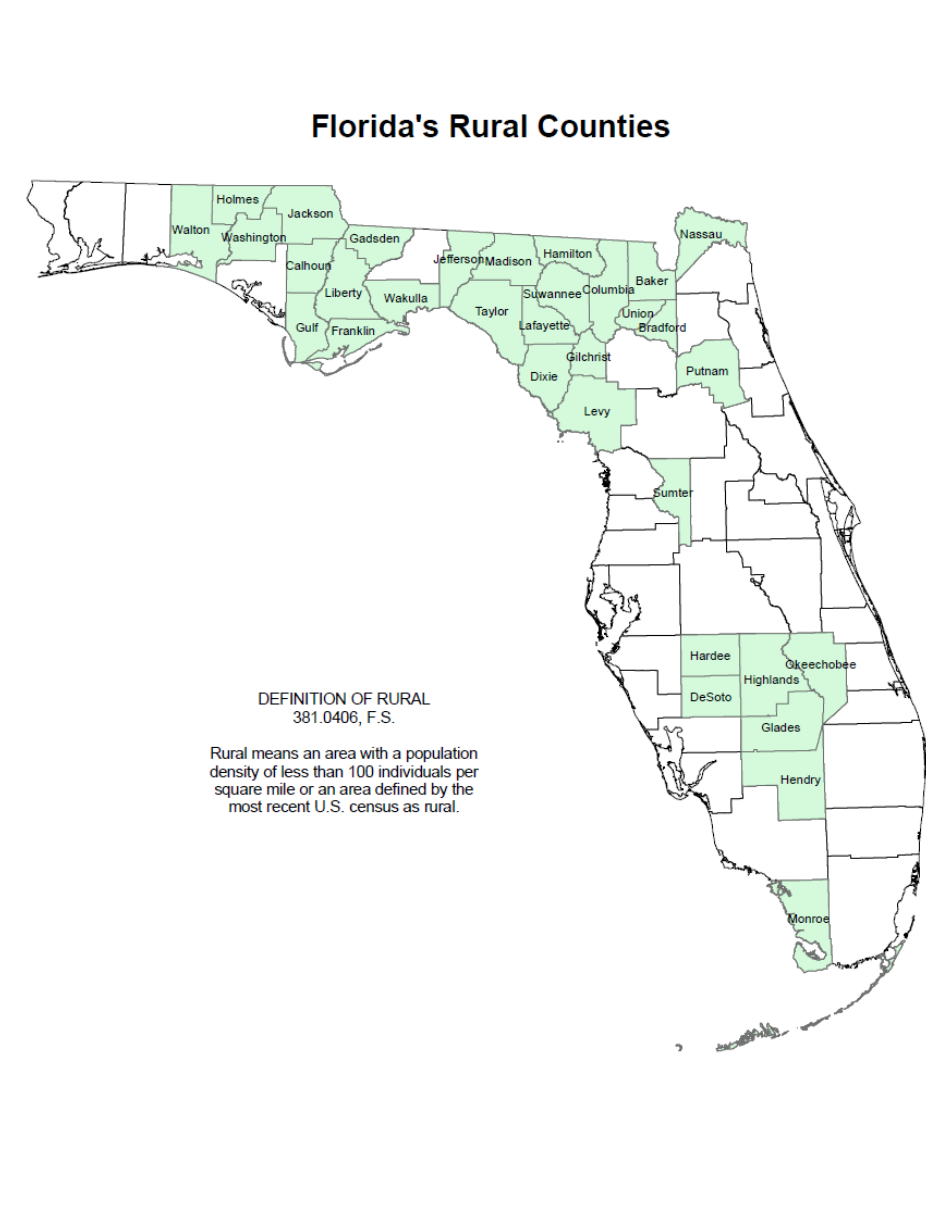 Florida's Rural Counties
Holmes
Jackson
Walton
Washington
Gadsden
Nassau
Jefferson
Madison
Hamilton
Calhoun
Baker
Liberty
Wakulla
Suwannee
Columbia
Taylor
Union
Gulf
Franklin
Lafayette
Bradford
Gilchrist
Dixie
Putnam
Levy
Sumter
Hardee
Okeechobee
Highlands
DeSoto
Glades
Hendry
Monroe
DEFINITION OF RURAL
381.0406, F.S.
Rural means an area with a population
density of less than 100 individuals per
square mile or an area defined by the
most recent U.S. census as rural.